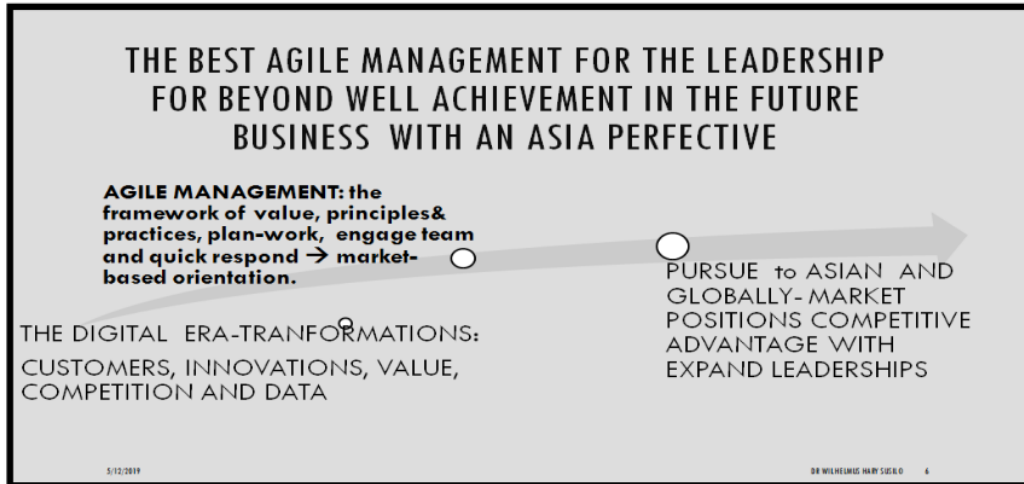 THE BEST AGILE MANAGEMENT FOR THE LEADERSHIP
FOR BEYOND WELL ACHIEVEMENT IN THE FUTURE
BUSINESS WITH AN ASIA PERFECTIVE
AGILE MANAGEMENT: the
framework of value, principles&
practices, plan-work, engage team
and quick respond → market-
based orientation.
THE DIGITAL ERA-TRANFORMATIONS:
CUSTOMERS, INNOVATIONS, VALUE,
COMPETITION AND DATA
PURSUE to ASIAN AND
GLOBALLY- MARKET
POSITIONS COMPETITIVE
ADVANTAGE WITH
EXPAND LEADERSHIPS
5/12/2019
DR WILHELMUS HARY SUSILO 6